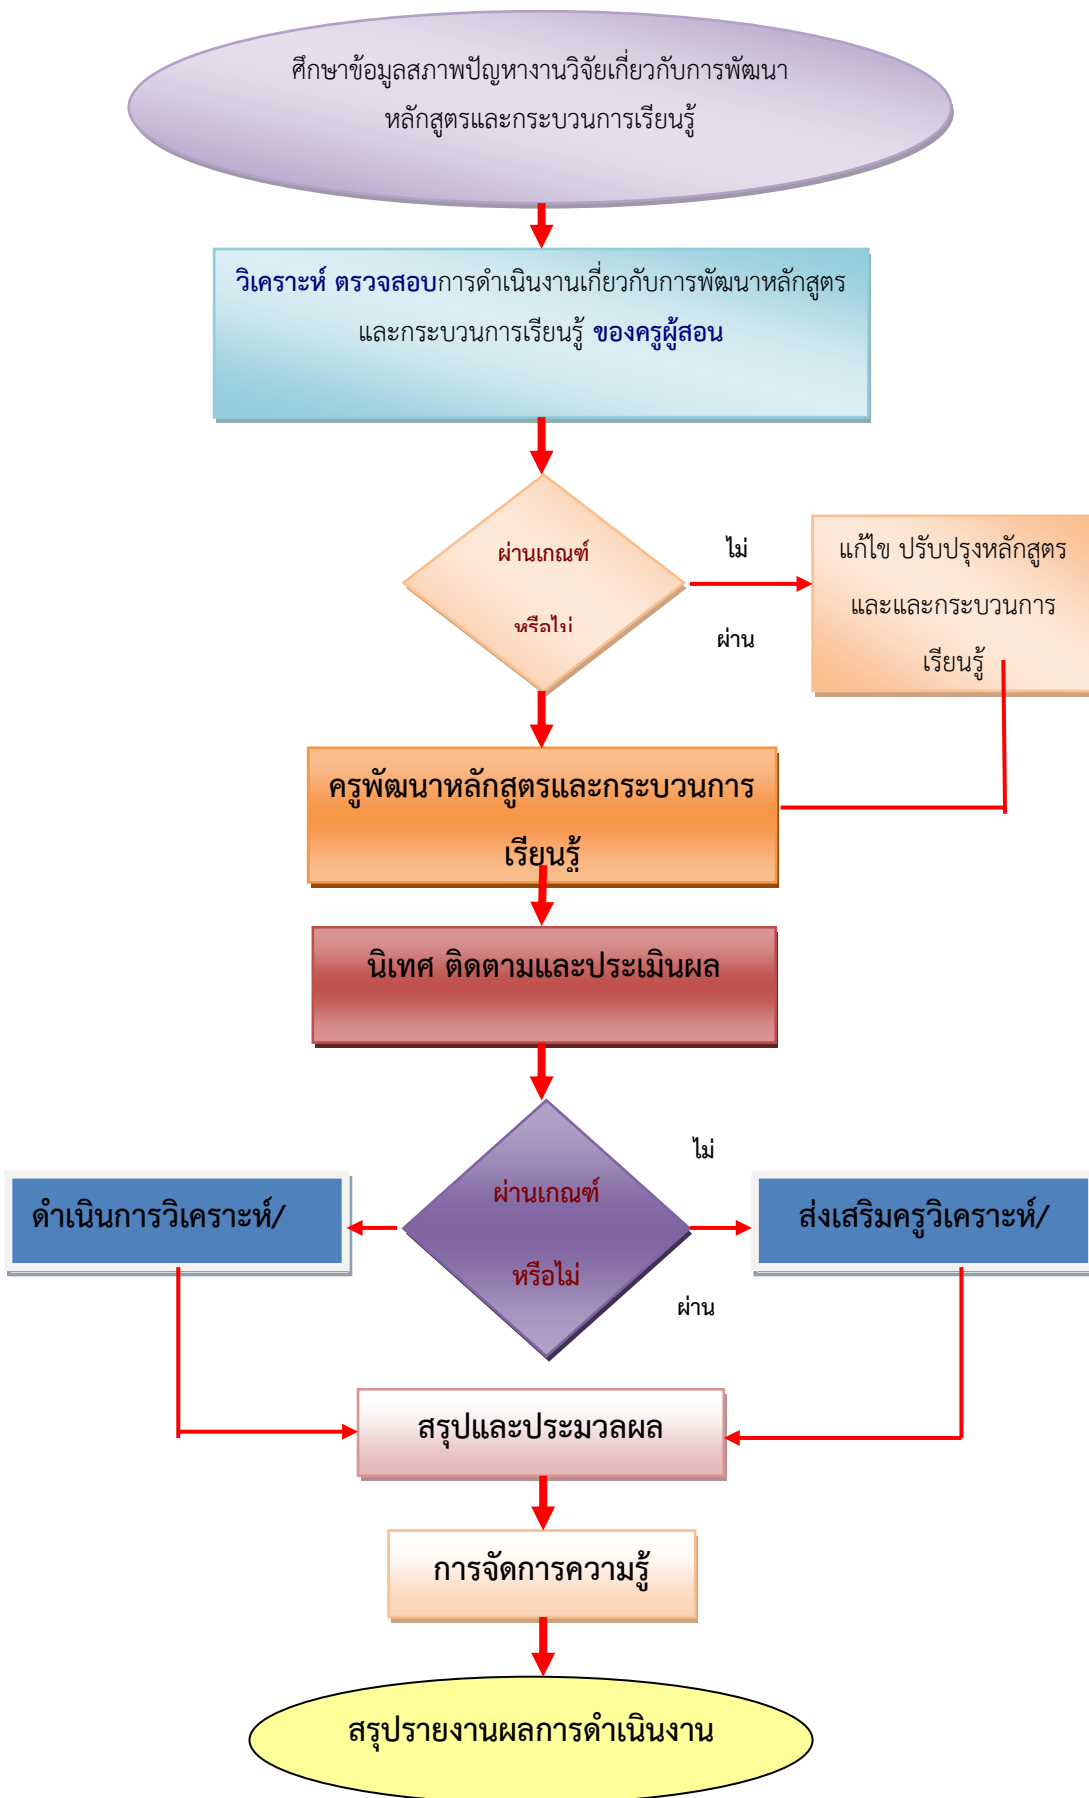 ศึกษาข้อมูลสภาพปัญหางานวิจัยเกี่ยวกับการพัฒนา
หลักสูตรและกระบวนการเรียนรู้
วิเคราะห์ ตรวจสอบการดำเนินงานเกี่ยวกับการพัฒนาหลักสูตร
และกระบวนการเรียนรู้ ของครูผู้สอน
ผ่านเกณฑ์
หรือไม่
ไม่
ผ่าน
แก้ไข ปรับปรุงหลักสูตร
และและกระบวนการ
เรียนรู้
ครูพัฒนาหลักสูตรและกระบวนการ
เรียนรู้
นิเทศ ติดตามและประเมินผล
ไม่
ดำเนินการวิเคราะห์/
ผ่านเกณฑ์
หรือไม่
ส่งเสริมครูวิเคราะห์/
ผ่าน
สรุปและประมวลผล
การจัดการความรู้
สรุปรายงานผลการดำเนินงาน